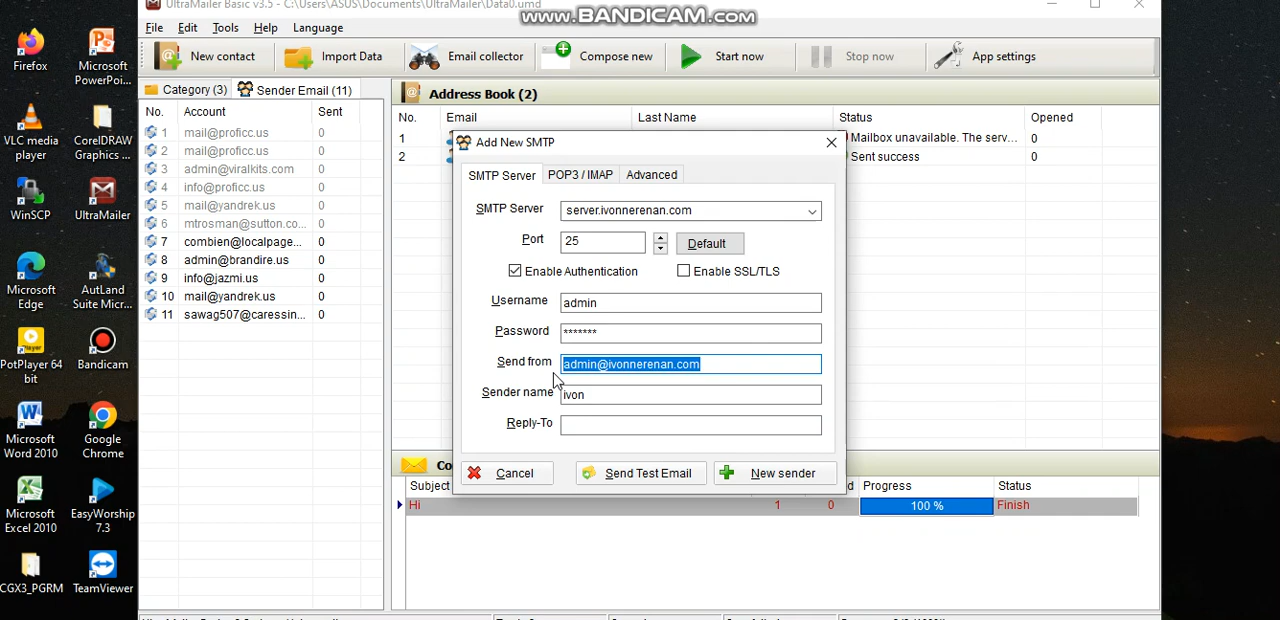 www.BANDICAM.com
UltraMailer Basic v3.5 - C:\Users\ASUS\Documents\UltraMailer\Data0.umd
File Edit Tools Help Language
New contact Import Data Email collector Compose new Start now Stop now App settings
Category (3) Sender Email (11)
No. Account Sent
1 mail@proficc.us 0
2 mail@proficc.us 0
3 admin@viralkits.com 0
4 info@proficc.us 0
5 mail@yandrek.us 0
6 mtrosman@sutton.co... 0
7 combien@localpage... 0
8 admin@brandire.us 0
9 info@jazmi.us 0
10 mail@yandrek.us 0
11 sawag507@caressin... 0
Address Book (2)
No. Email Last Name Status Opened
1 Mailbox unavailable. The serv... 0
2 Sent success 0
Add New SMTP
SMTP Server POP3 / IMAP Advanced
SMTP Server server.ivonnerenan.com
Port 25 Default
Enable Authentication Enable SSL/TLS
Username admin
Password *******
Send from admin@ivonnerenan.com
Sender name ivon
Reply-To
Cancel Send Test Email New sender
Subject Progress Status
Hi 1 0 100 % Finish
Firefox
Microsoft PowerPoi...
VLC media player
CorelDRAW Graphics ...
WinSCP
UltraMailer
Microsoft Edge
AutLand Suite Micr...
PotPlayer 64 bit
Bandicam
Microsoft Word 2010
Google Chrome
Microsoft Excel 2010
EasyWorship 7.3
CGX3_PGRM
TeamViewer